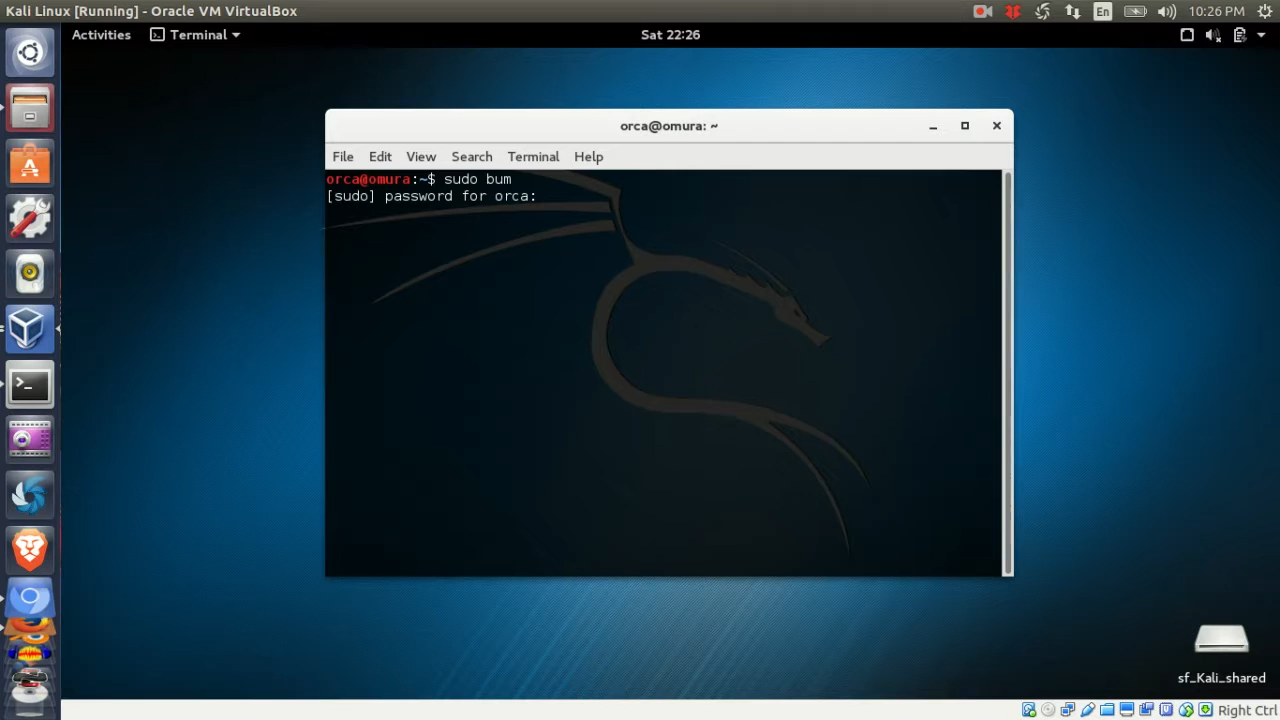 Kali Linux [Running] - Oracle VM VirtualBox
En
10:26 PM
Activities
Terminal
Sat 22:26
orca@omura: ~
File Edit View Search Terminal Help
orca@omura:~$ sudo bum
[sudo] password for orca:
sf_Kali_shared
Right Ctrl